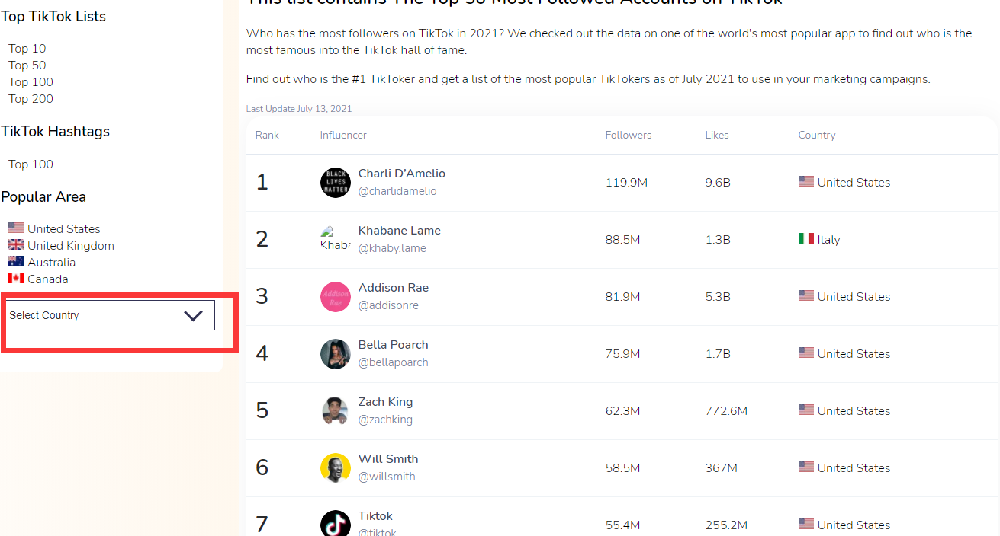 Top TikTok Lists
Top 10
Top 50
Top 100
Top 200
TikTok Hashtags
Top 100
Popular Area
United States
United Kingdom
Australia
Canada
Select Country
This list contains The Top 50 Most Followed Accounts on TikTok
Who has the most followers on TikTok in 2021? We checked out the data on one of the world's most popular app to find out who is the
most famous into the TikTok hall of fame.
Find out who is the #1 TikToker and get a list of the most popular TikTokers as of July 2021 to use in your marketing campaigns.
Last Update July 13, 2021
Rank Influencer Followers Likes Country
1 BLACK LIVES MATTER Charli D’Amelio @charlidamelio 119.9M 9.6B United States
2 Khaba Khabane Lame @khaby.lame 88.5M 1.3B Italy
3 Addison Rae Addison Rae @addisonre 81.9M 5.3B United States
4 Bella Poarch @bellapoarch 75.9M 1.7B United States
5 Zach King @zachking 62.3M 772.6M United States
6 Will Smith @willsmith 58.5M 367M United States
7 Tiktok @tiktok 55.4M 255.2M United States